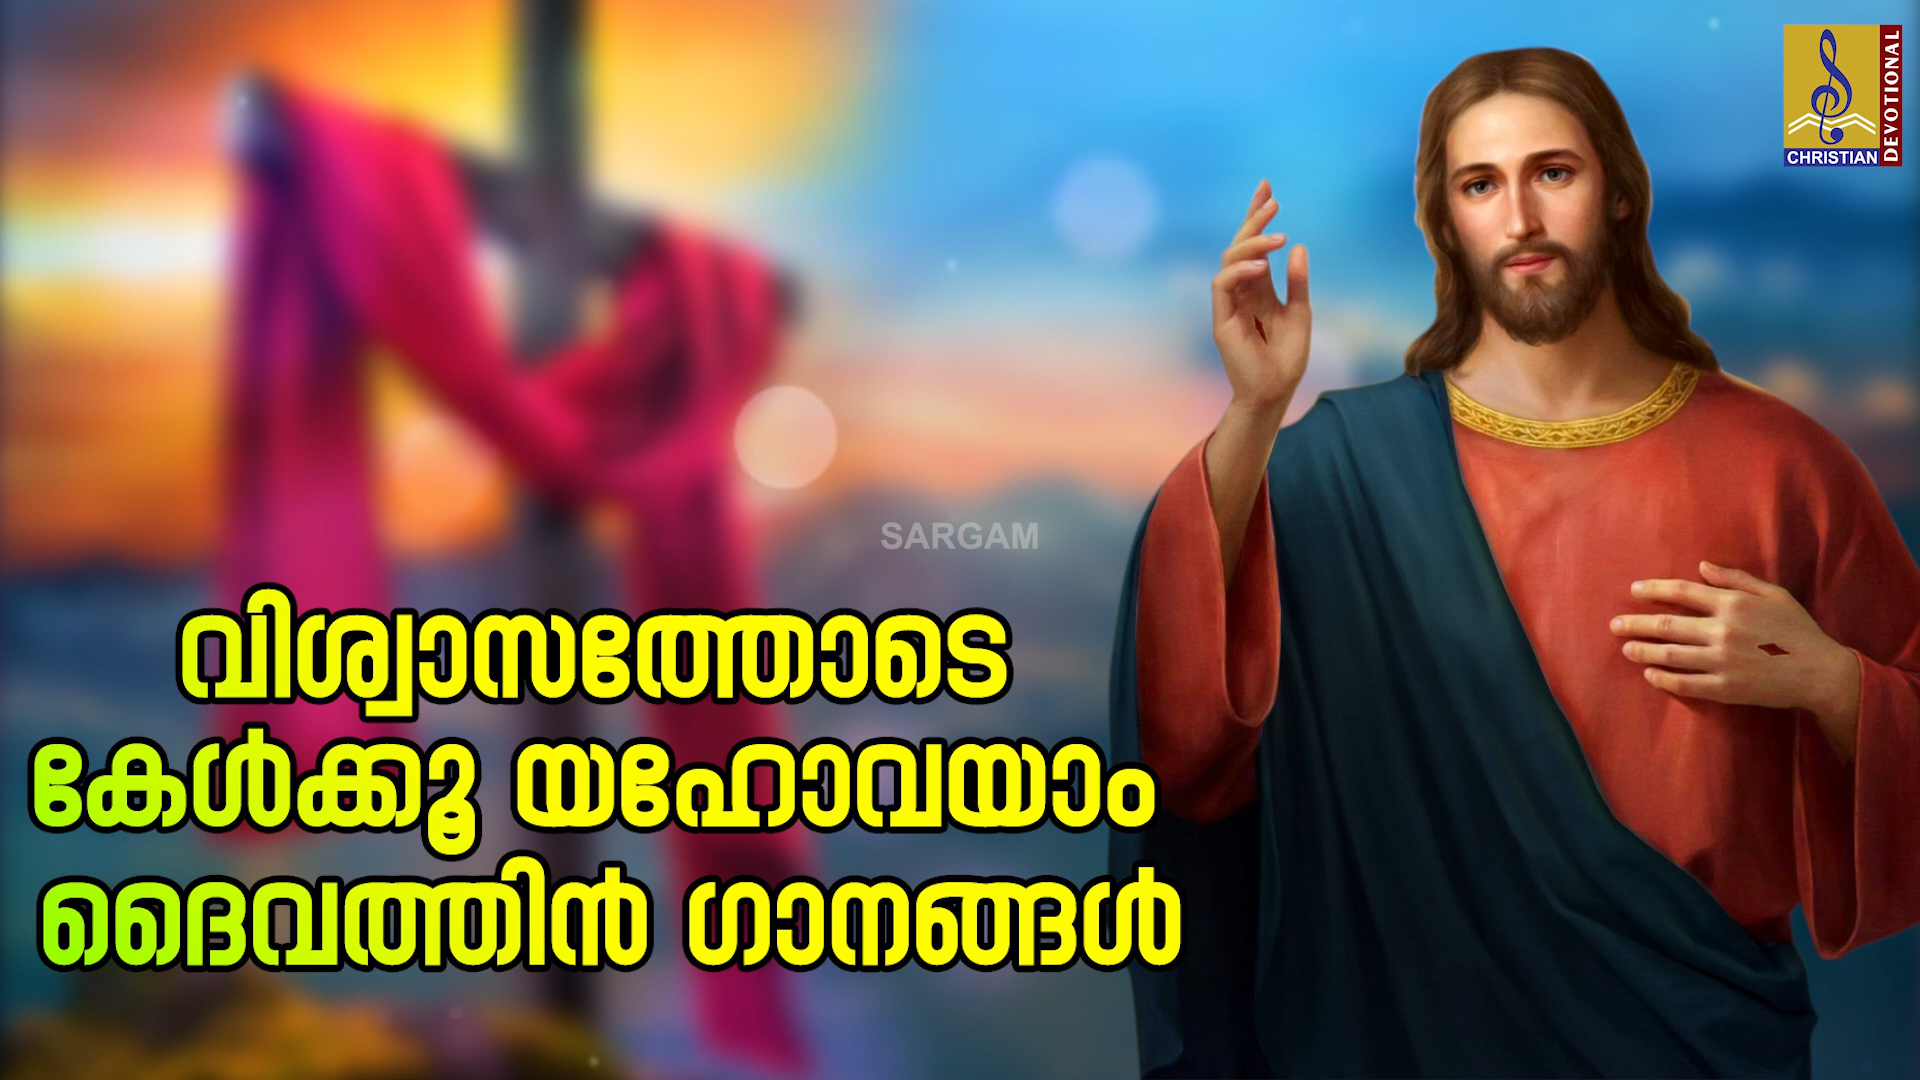 CHRISTIAN
DEVOTIONAL
SARGAM
വിശ്വാസത്തോടെ
കേൾക്കൂ യഹോവയാം
ദൈവത്തിൻ ഗാനങ്ങൾ